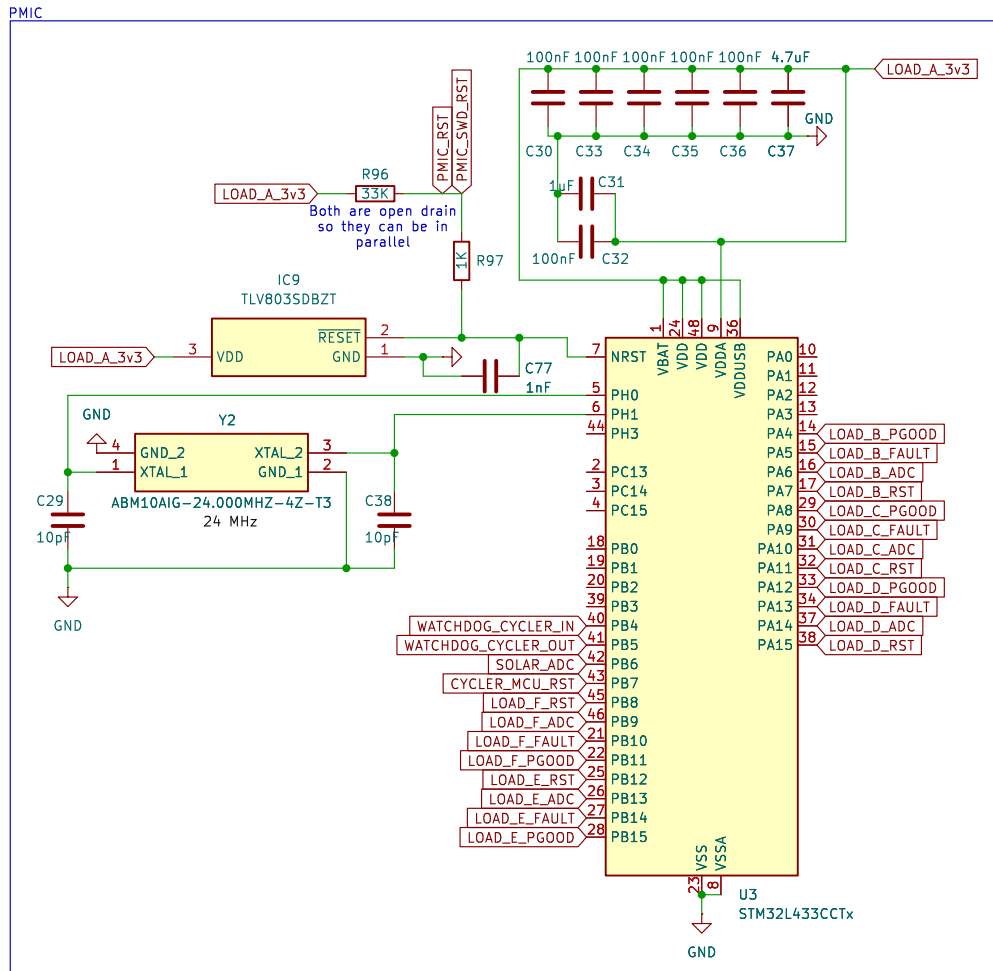 PMIC
100nF 100nF 100nF 100nF 100nF 4.7uF
LOAD_A_3v3
GND
C30 C33 C34 C35 C36 C37
PMIC_RST
PMIC_SWD_RST
R96
LOAD_A_3v3
33K
Both are open drain
so they can be in
parallel
1uF C31
100nF C32
1K R97
IC9
TLV803SDBZT
RESET 2
GND 1
LOAD_A_3v3 3 VDD
C77
1nF
1 VBAT
24 VDD
48 VDD
9 VDDA
36 VDDUSB
7 NRST
5 PH0
6 PH1
44 PH3
2 PC13
3 PC14
4 PC15
18 PB0
19 PB1
20 PB2
39 PB3
WATCHDOG_CYCLER_IN 40 PB4
WATCHDOG_CYCLER_OUT 41 PB5
SOLAR_ADC 42 PB6
CYCLER_MCU_RST 43 PB7
LOAD_F_RST 45 PB8
LOAD_F_ADC 46 PB9
LOAD_F_FAULT 21 PB10
LOAD_F_PGOOD 22 PB11
LOAD_E_RST 25 PB12
LOAD_E_ADC 26 PB13
LOAD_E_FAULT 27 PB14
LOAD_E_PGOOD 28 PB15
PA0 10
PA1 11
PA2 12
PA3 13
PA4 14 LOAD_B_PGOOD
PA5 15 LOAD_B_FAULT
PA6 16 LOAD_B_ADC
PA7 17 LOAD_B_RST
PA8 29 LOAD_C_PGOOD
PA9 30 LOAD_C_FAULT
PA10 31 LOAD_C_ADC
PA11 32 LOAD_C_RST
PA12 33 LOAD_D_PGOOD
PA13 34 LOAD_D_FAULT
PA14 37 LOAD_D_ADC
PA15 38 LOAD_D_RST
GND
Y2
4 GND_2 XTAL_2 3
1 XTAL_1 GND_1 2
ABM10AIG-24.000MHZ-4Z-T3
24 MHz
C29
10pF
C38
10pF
GND
VSS 23
VSSA 8
U3
STM32L433CCTx
GND